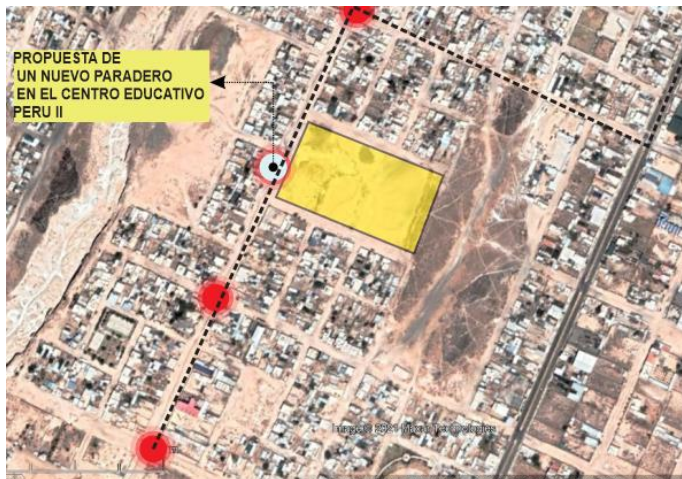 PROPUESTA DE
UN NUEVO PARADERO
EN EL CENTRO EDUCATIVO
PERU II